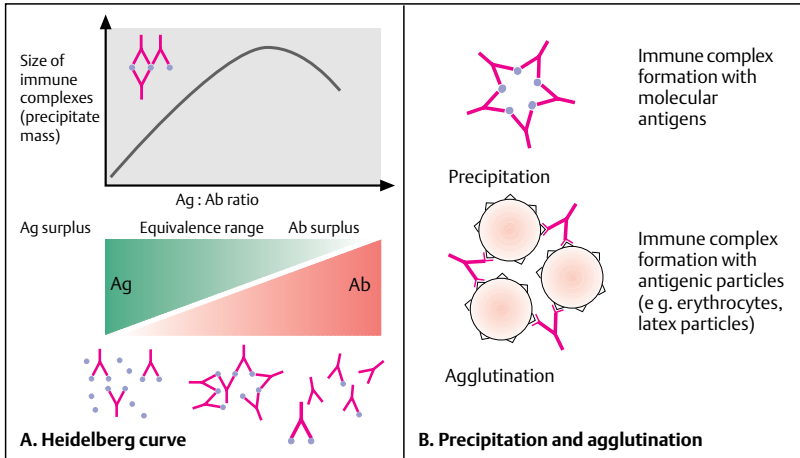 Size of
immune
complexes
(precipitate
mass)
Ag : Ab ratio
Ag surplus Equivalence range Ab surplus
Ag
Ab
A. Heidelberg curve
Immune complex
formation with
molecular
antigens
Precipitation
Immune complex
formation with
antigenic particles
(e g. erythrocytes,
latex particles)
Agglutination
B. Precipitation and agglutination